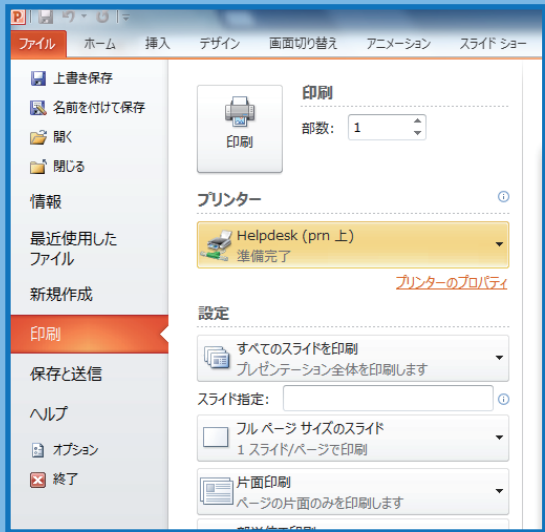 ファイル ホーム 挿入 デザイン 画面切り替え アニメーション スライド ショー
上書き保存
名前を付けて保存
開く
閉じる
情報
最近使用した
ファイル
新規作成
印刷
保存と送信
ヘルプ
オプション
終了
印刷
印刷
部数: 1
プリンター
Helpdesk (prn 上)
準備完了
プリンターのプロパティ
設定
すべてのスライドを印刷
プレゼンテーション全体を印刷します
スライド指定:
フル ページ サイズのスライド
1 スライド/ページで印刷
片面印刷
ページの片面のみを印刷します